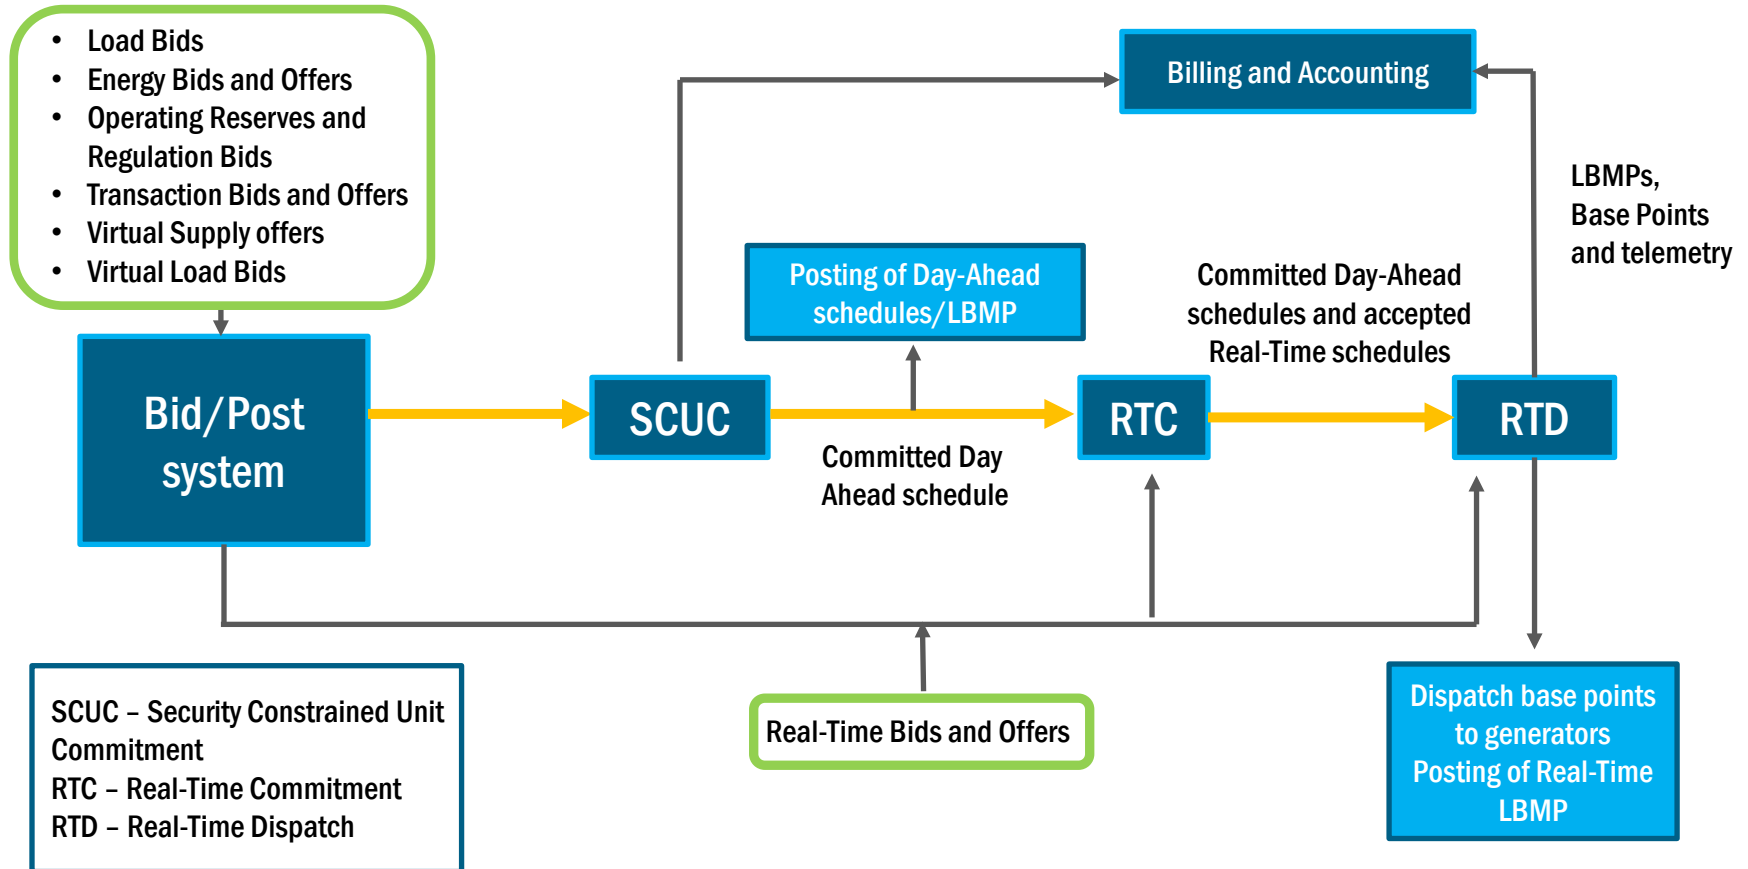 • Load Bids
• Energy Bids and Offers
• Operating Reserves and
Regulation Bids
• Transaction Bids and Offers
• Virtual Supply offers
• Virtual Load Bids
Billing and Accounting
LBMPs,
Base Points
and telemetry
Posting of Day-Ahead
schedules/LBMP
Committed Day-Ahead
schedules and accepted
Real-Time schedules
Bid/Post
system
SCUC
RTC
RTD
Committed Day
Ahead schedule
Real-Time Bids and Offers
Dispatch base points
to generators
Posting of Real-Time
LBMP
SCUC – Security Constrained Unit
Commitment
RTC – Real-Time Commitment
RTD – Real-Time Dispatch